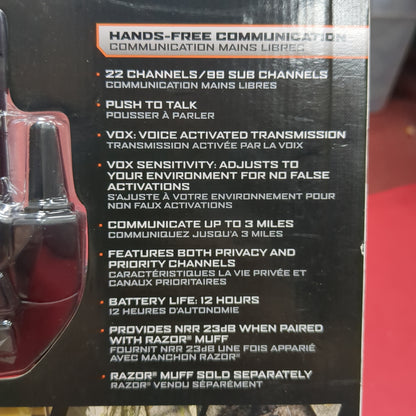 HANDS-FREE COMMUNICATION
COMMUNICATION MAINS LIBRES
• 22 CHANNELS/99 SUB CHANNELS
COMMUNICATION MAINS LIBRES
• PUSH TO TALK
POUSSER À PARLER
• VOX: VOICE ACTIVATED TRANSMISSION
TRANSMISSION ACTIVÉE PAR LA VOIX
• VOX SENSITIVITY: ADJUSTS TO
YOUR ENVIRONMENT FOR NO FALSE
ACTIVATIONS
S'AJUSTE À VOTRE ENVIRONNEMENT POUR
NON FAUX ACTIVATIONS
• COMMUNICATE UP TO 3 MILES
COMMUNIQUEZ JUSQU'A 3 MILES
• FEATURES BOTH PRIVACY AND
PRIORITY CHANNELS
CARACTÉRISTIQUES LA VIE PRIVÉE ET
CANAUX PRIORITAIRES
• BATTERY LIFE: 12 HOURS
12 HEURES D'AUTONOMIE
• PROVIDES NRR 23dB WHEN PAIRED
WITH RAZOR® MUFF
FOURNIT NRR 23dB UNE FOIS APPARIÉ
AVEC MANCHON RAZOR®
• RAZOR® MUFF SOLD SEPARATELY
RAZOR® VENDU SÉPARÉMENT